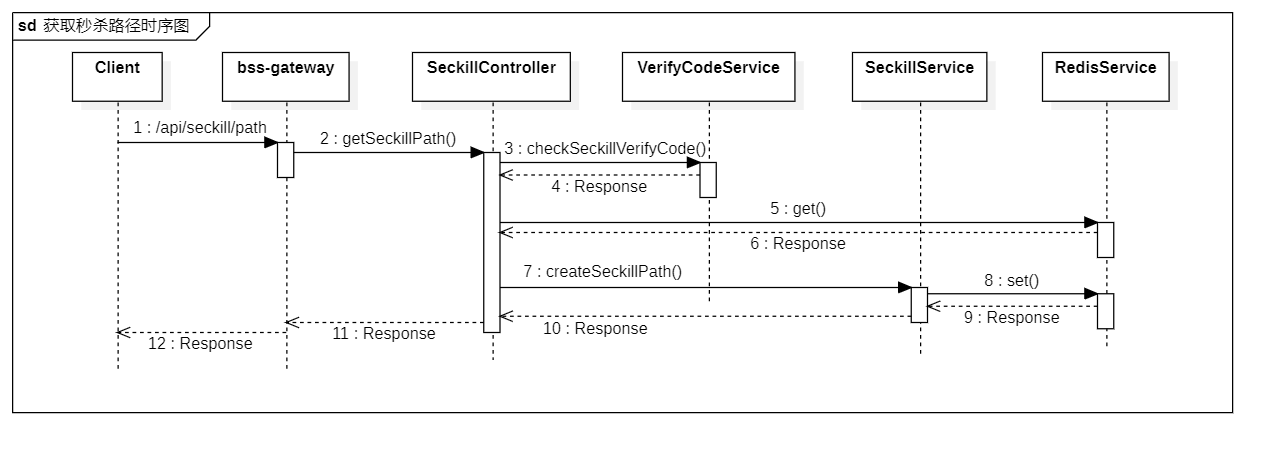 sd 获取秒杀路径时序图
Client
bss-gateway
SeckillController
VerifyCodeService
SeckillService
RedisService
1 : /api/seckill/path
2 : getSeckillPath()
3 : checkSeckillVerifyCode()
4 : Response
5 : get()
6 : Response
7 : createSeckillPath()
8 : set()
9 : Response
10 : Response
11 : Response
12 : Response